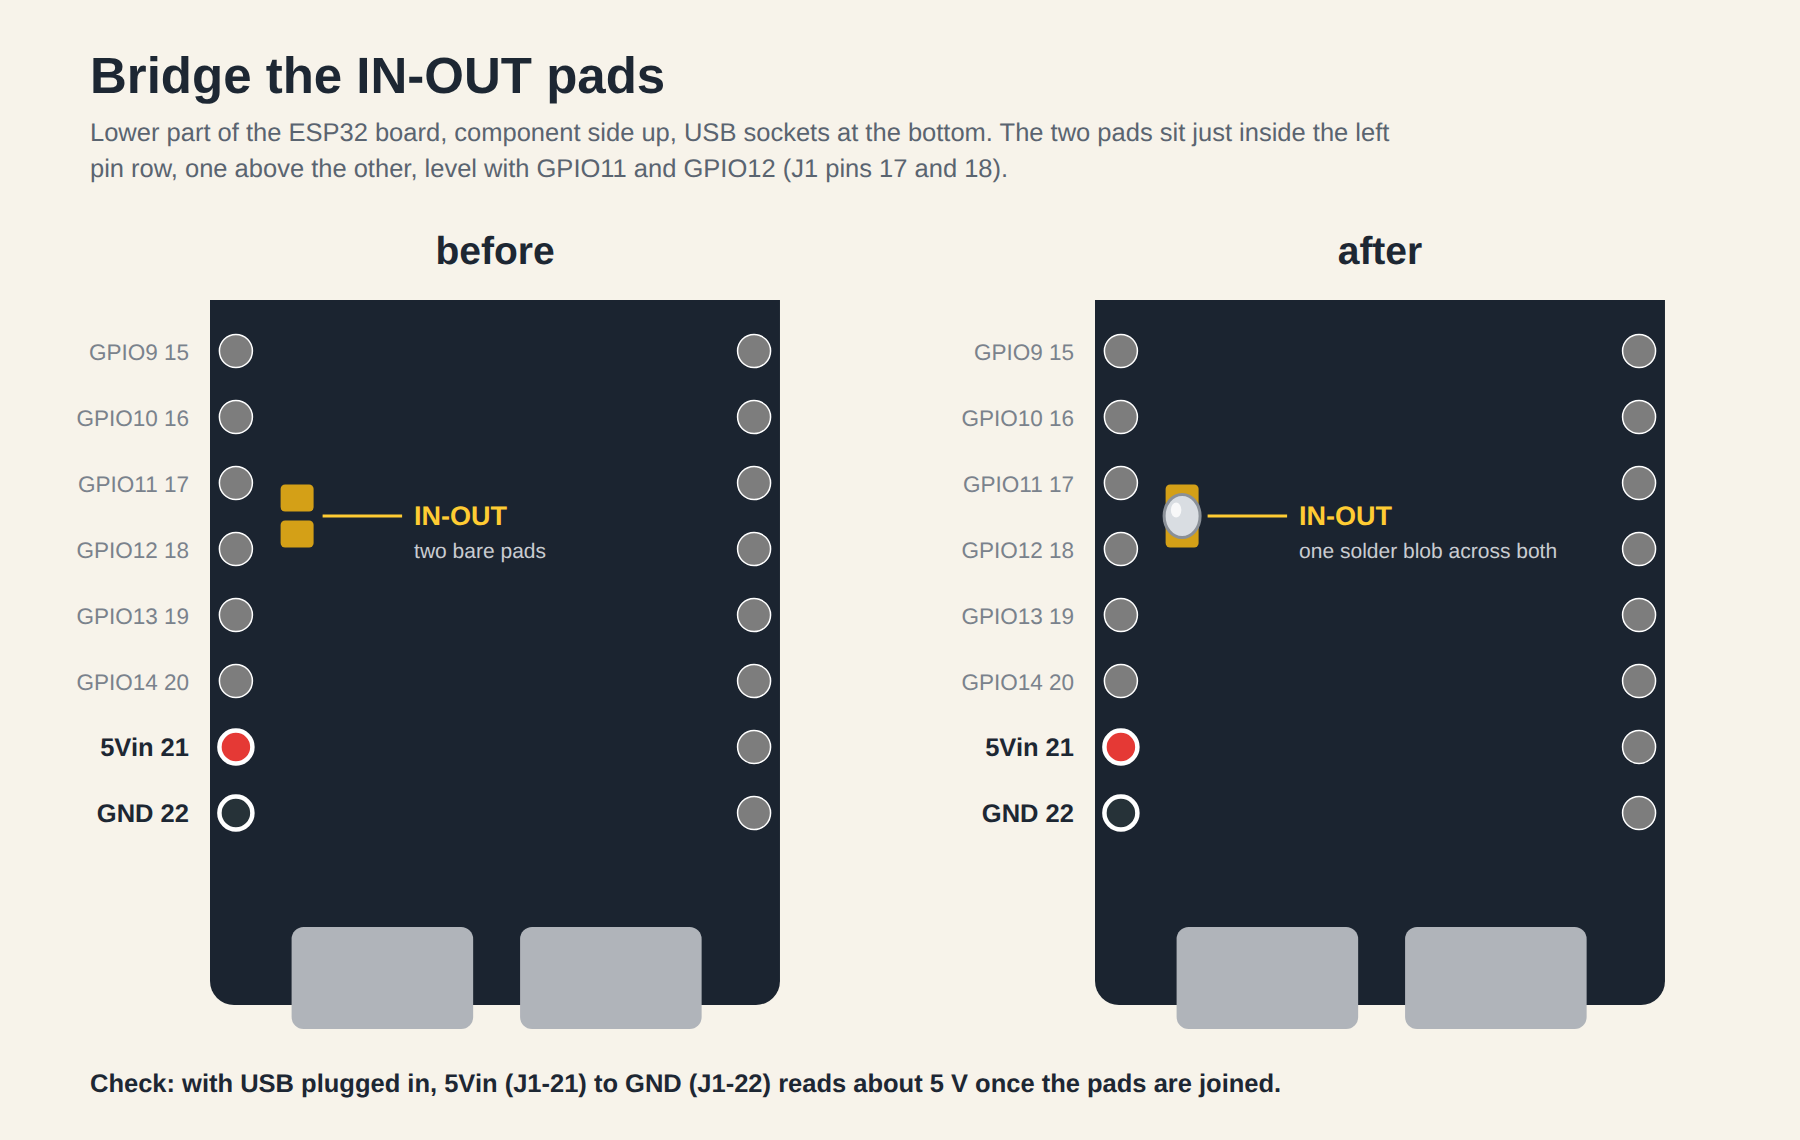 Bridge the IN-OUT pads
Lower part of the ESP32 board, component side up, USB sockets at the bottom. The two pads sit just inside the left
pin row, one above the other, level with GPIO11 and GPIO12 (J1 pins 17 and 18).
before
GPIO9 15
GPIO10 16
GPIO11 17
IN-OUT
two bare pads
GPIO12 18
GPIO13 19
GPIO14 20
5Vin 21
GND 22
after
GPIO9 15
GPIO10 16
GPIO11 17
IN-OUT
one solder blob across both
GPIO12 18
GPIO13 19
GPIO14 20
5Vin 21
GND 22
Check: with USB plugged in, 5Vin (J1-21) to GND (J1-22) reads about 5 V once the pads are joined.